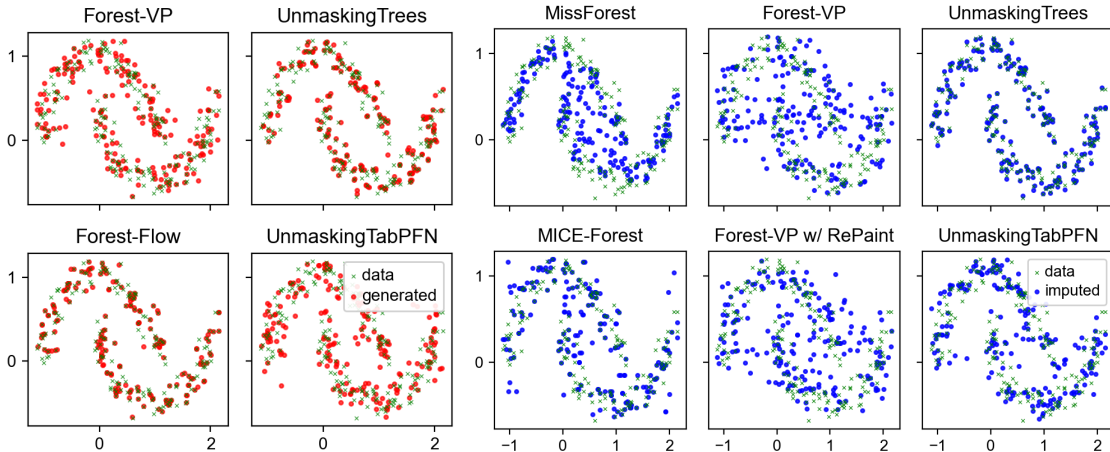 Forest-VP UnmaskingTrees MissForest Forest-VP UnmaskingTrees
1
0
Forest-Flow UnmaskingTabPFN MICE-Forest Forest-VP w/ RePaint UnmaskingTabPFN
1
data
generated
data
imputed
0
0 2 0 2 −1 0 1 2 −1 0 1 2 −1 0 1 2